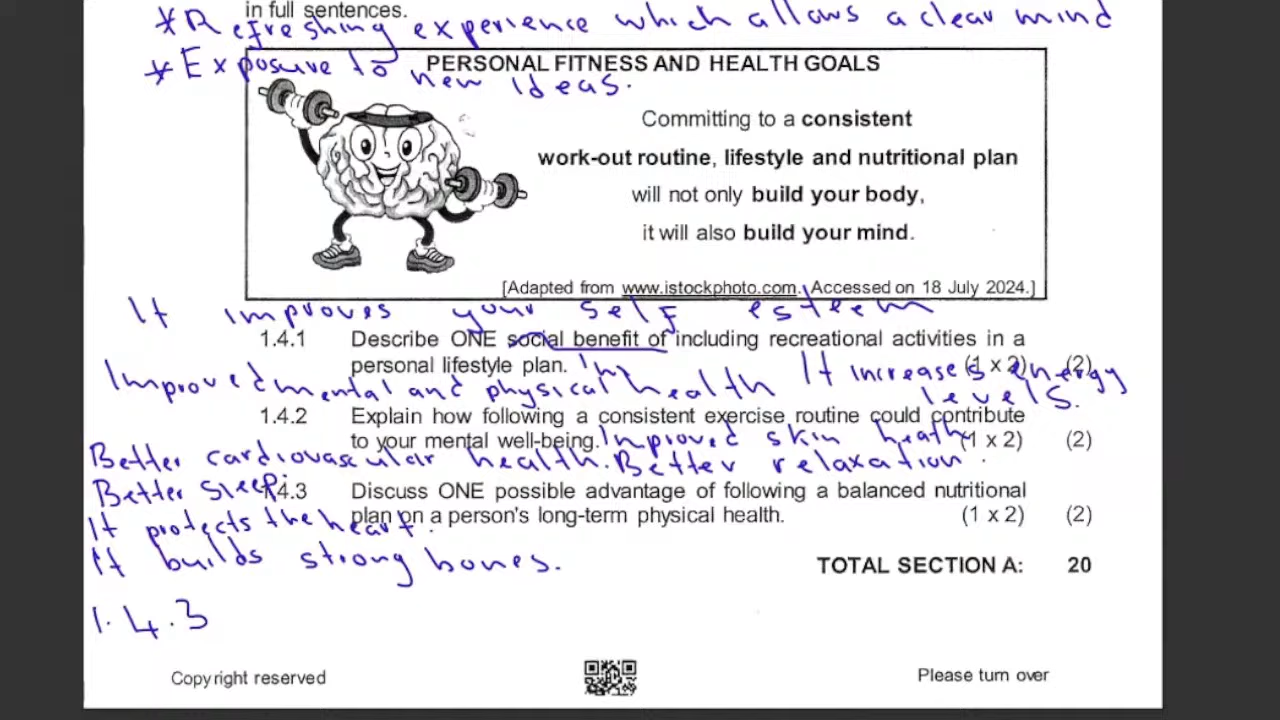 in full sentences.
*Refreshing experience which allows a clear mind
*Exposure to new Ideas.
PERSONAL FITNESS AND HEALTH GOALS
Committing to a consistent
work-out routine, lifestyle and nutritional plan
will not only build your body,
it will also build your mind.
[Adapted from www.istockphoto.com. Accessed on 18 July 2024.]
It improves your self esteem
1.4.1 Describe ONE social benefit of including recreational activities in a
personal lifestyle plan. (1 x 2) (2)
Improved mental and physical health It increases energy
levels.
1.4.2 Explain how following a consistent exercise routine could contribute
to your mental well-being. (1 x 2) (2)
Improved skin heath
Better cardiovascular health. Better relaxation.
Better sleep.
1.4.3 Discuss ONE possible advantage of following a balanced nutritional
plan on a person's long-term physical health. (1 x 2) (2)
It protects the heart.
It builds strong bones.
TOTAL SECTION A: 20
1.4.3
Copyright reserved
Please turn over